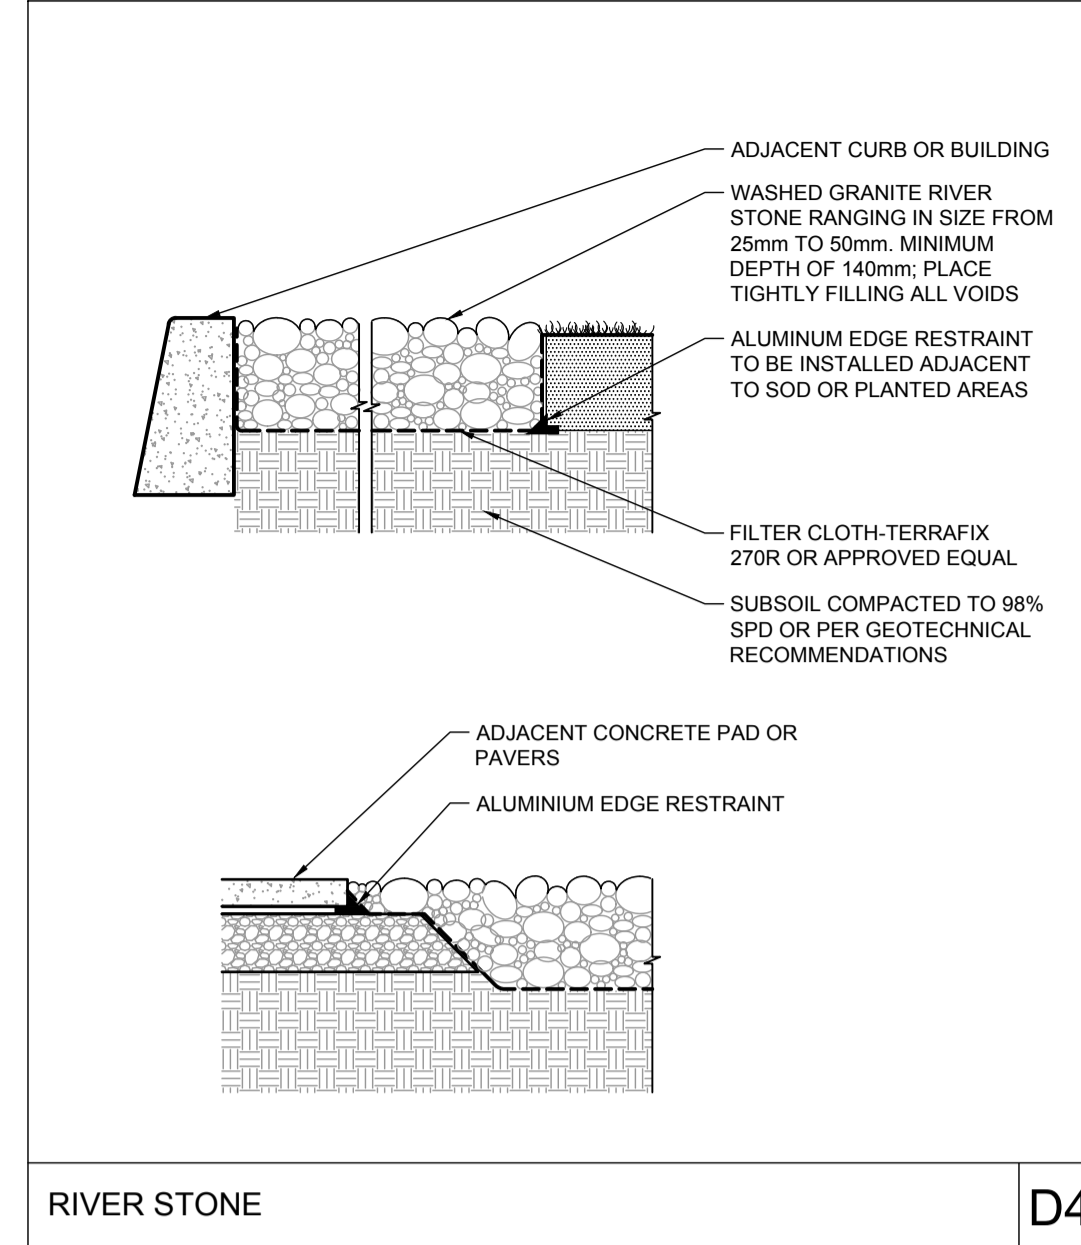 ADJACENT CURB OR BUILDING
WASHED GRANITE RIVER
STONE RANGING IN SIZE FROM
25mm TO 50mm. MINIMUM
DEPTH OF 140mm; PLACE
TIGHTLY FILLING ALL VOIDS
ALUMINUM EDGE RESTRAINT
TO BE INSTALLED ADJACENT
TO SOD OR PLANTED AREAS
FILTER CLOTH-TERRAFIX
270R OR APPROVED EQUAL
SUBSOIL COMPACTED TO 98%
SPD OR PER GEOTECHNICAL
RECOMMENDATIONS
ADJACENT CONCRETE PAD OR
PAVERS
ALUMINIUM EDGE RESTRAINT
RIVER STONE
D4